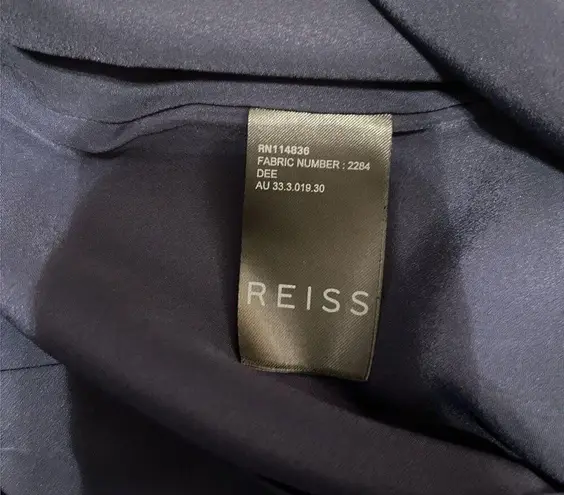 RN114836
FABRIC NUMBER : 2284
DEE
AU 33.3.019.30
REISS